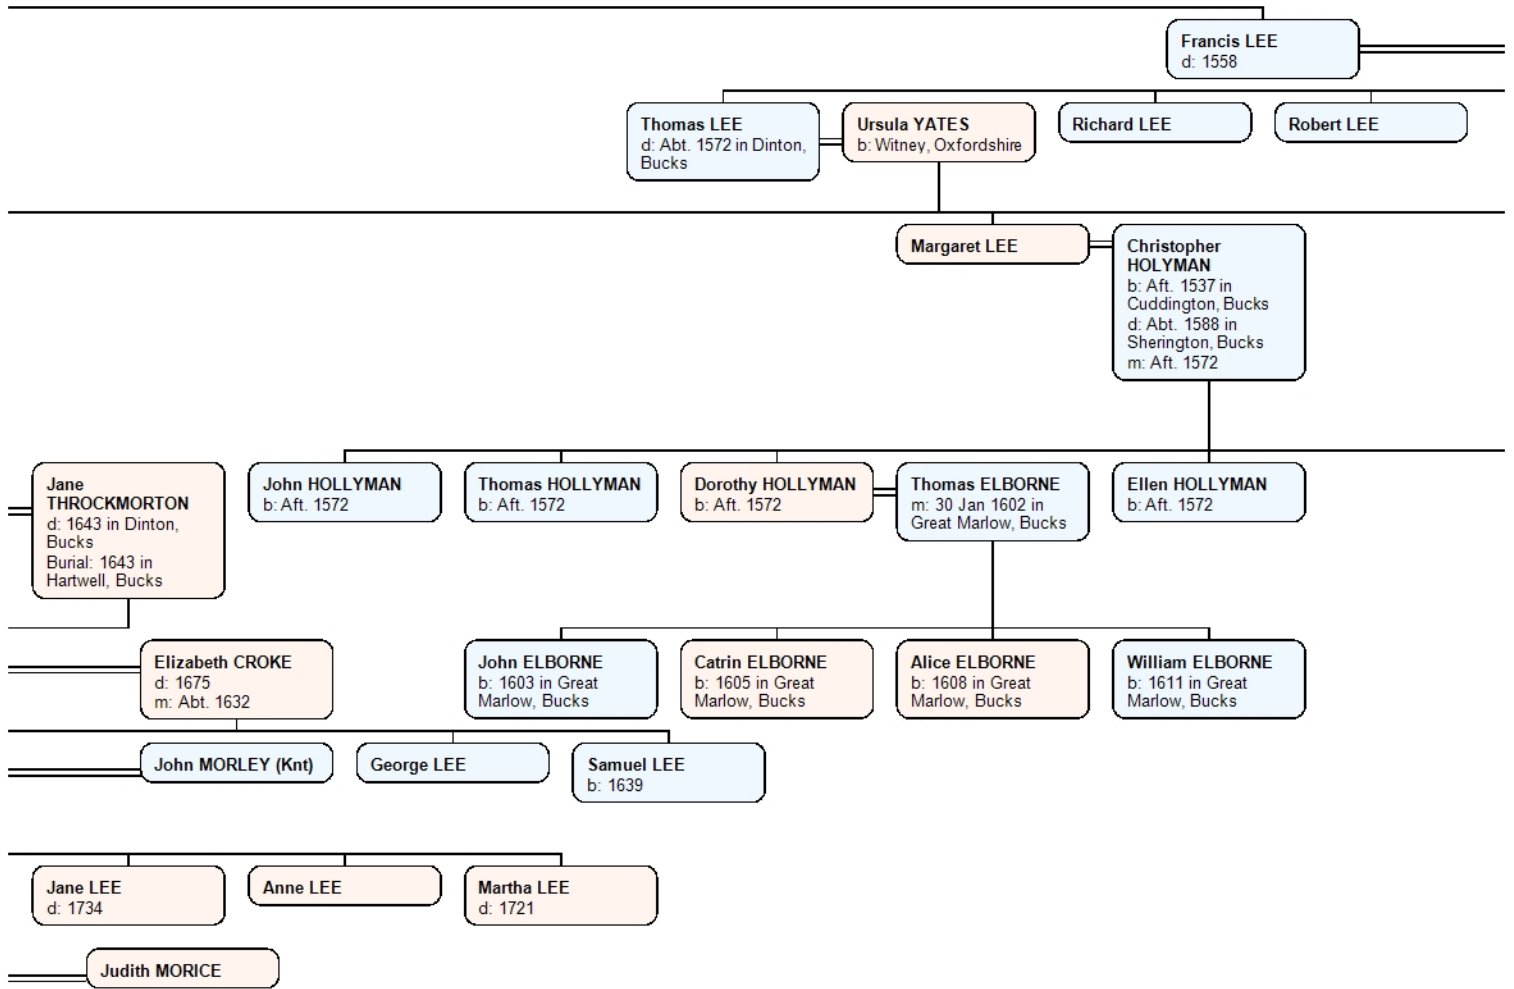 Francis LEE
d: 1558
Thomas LEE
d: Abt. 1572 in Dinton,
Bucks
Ursula YATES
b: Witney, Oxfordshire
Richard LEE
Robert LEE
Margaret LEE
Christopher
HOLYMAN
b: Aft. 1537 in
Cuddington, Bucks
d: Abt. 1588 in
Sherington, Bucks
m: Aft. 1572
Jane
THROCKMORTON
d: 1643 in Dinton,
Bucks
Burial: 1643 in
Hartwell, Bucks
John HOLLYMAN
b: Aft. 1572
Thomas HOLLYMAN
b: Aft. 1572
Dorothy HOLLYMAN
b: Aft. 1572
Thomas ELBORNE
m: 30 Jan 1602 in
Great Marlow, Bucks
Ellen HOLLYMAN
b: Aft. 1572
Elizabeth CROKE
d: 1675
m: Abt. 1632
John ELBORNE
b: 1603 in Great
Marlow, Bucks
Catrin ELBORNE
b: 1605 in Great
Marlow, Bucks
Alice ELBORNE
b: 1608 in Great
Marlow, Bucks
William ELBORNE
b: 1611 in Great
Marlow, Bucks
John MORLEY (Knt)
George LEE
Samuel LEE
b: 1639
Jane LEE
d: 1734
Anne LEE
Martha LEE
d: 1721
Judith MORICE